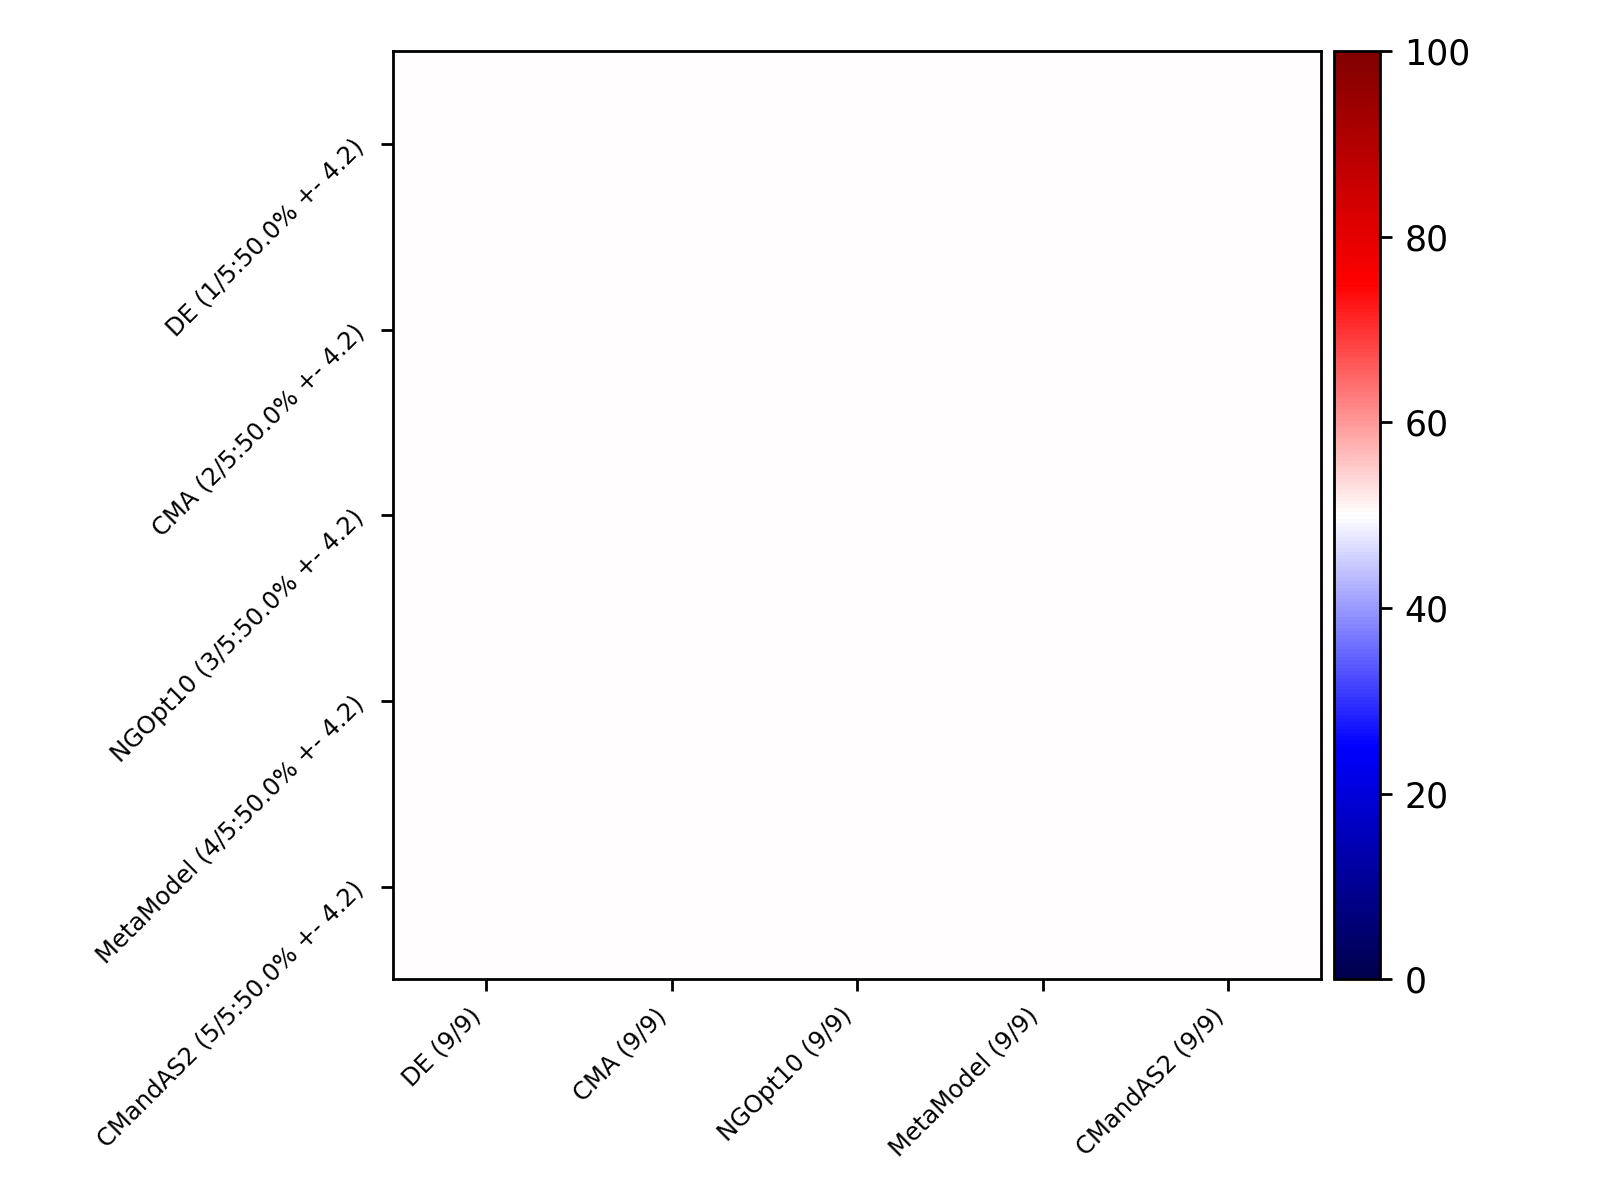 DE (1/5:50.0% +- 4.2)
CMA (2/5:50.0% +- 4.2)
NGOpt10 (3/5:50.0% +- 4.2)
MetaModel (4/5:50.0% +- 4.2)
CMandAS2 (5/5:50.0% +- 4.2)
DE (9/9)
CMA (9/9)
NGOpt10 (9/9)
MetaModel (9/9)
CMandAS2 (9/9)
100
80
60
40
20
0